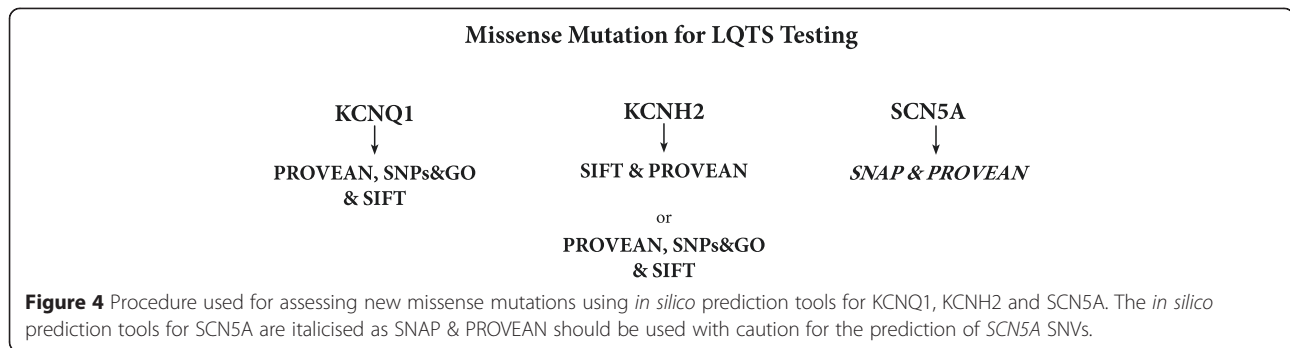 Missense Mutation for LQTS Testing
KCNQ1
KCNH2
SCN5A
PROVEAN, SNPs&GO
& SIFT
SIFT & PROVEAN
SNAP & PROVEAN
or
PROVEAN, SNPs&GO
& SIFT
Figure 4 Procedure used for assessing new missense mutations using in silico prediction tools for KCNQ1, KCNH2 and SCN5A. The in silico
prediction tools for SCN5A are italicised as SNAP & PROVEAN should be used with caution for the prediction of SCN5A SNVs.